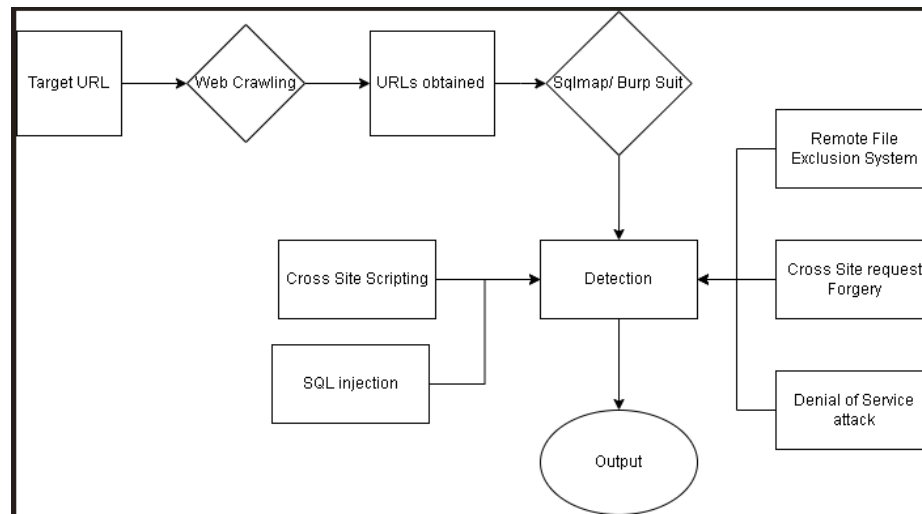 Target URL
Web Crawling
URLs obtained
Sqlmap/ Burp Suit
Remote File
Exclusion System
Cross Site Scripting
Detection
Cross Site request
Forgery
SQL injection
Denial of Service
attack
Output